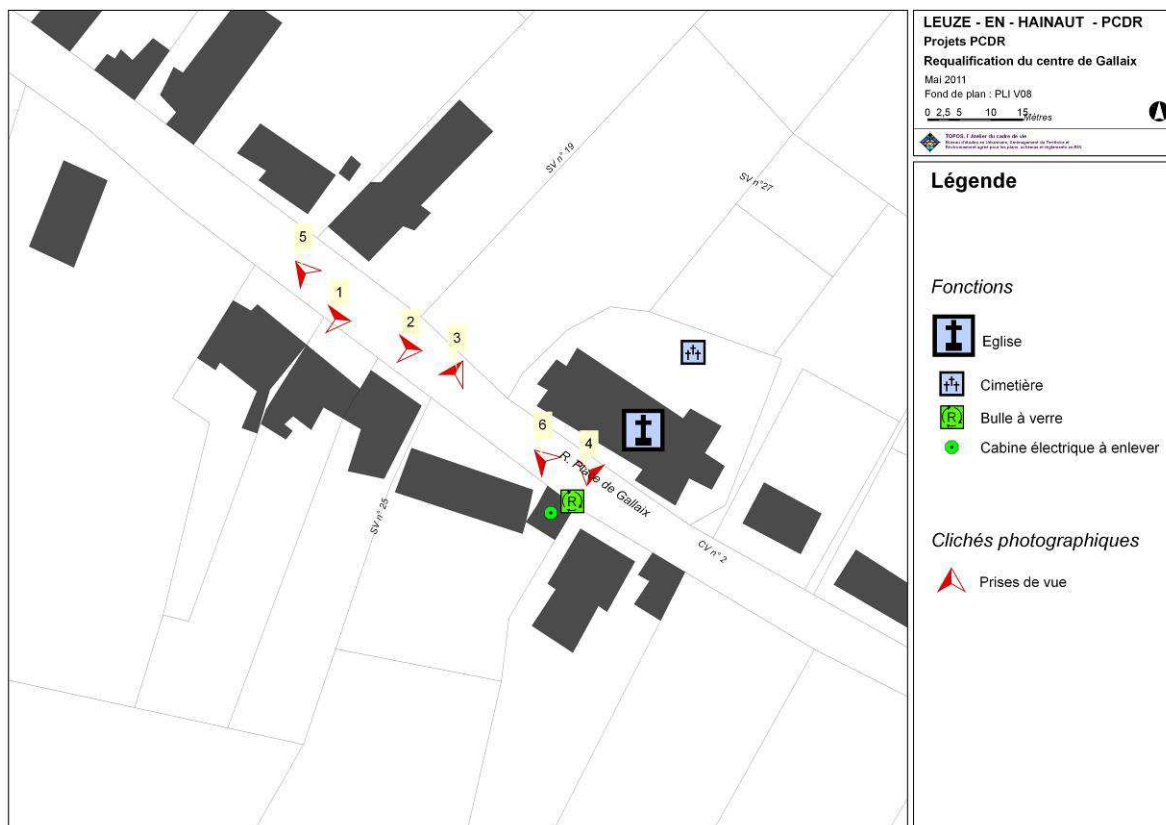 LEUZE - EN - HAINAUT - PCDR
Projets PCDR
Requalification du centre de Gallaix
Mai 2011
Fond de plan : PLI V08
0 2,5 5 10 15
Mètres
TOPOS, l'atelier du cadre de vie
Légende
Fonctions
Eglise
Cimetière
R Bulle à verre
Cabine électrique à enlever
Clichés photographiques
Prises de vue
SV n° 19
SV n°27
5
1
2
3
6
4
R. Place de Gallaix
R
SV n° 25
CV n° 2